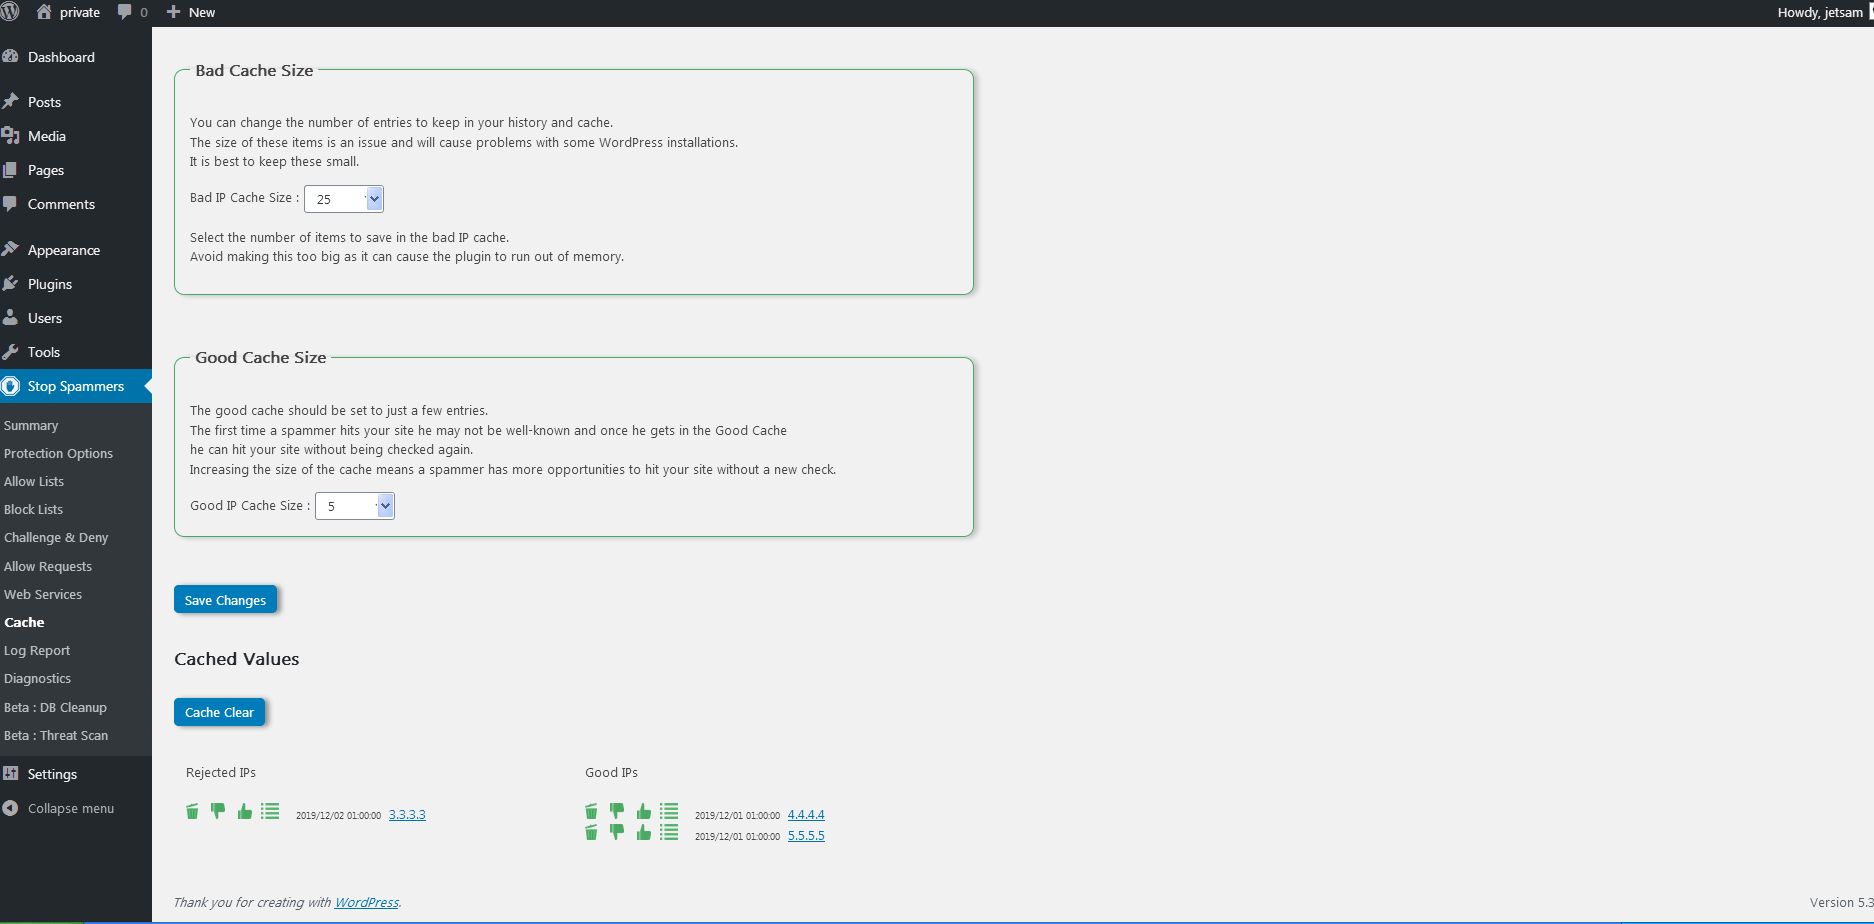 private 0 New Howdy, jetsam
Dashboard
Posts
Media
Pages
Comments
Appearance
Plugins
Users
Tools
Stop Spammers
Summary
Protection Options
Allow Lists
Block Lists
Challenge & Deny
Allow Requests
Web Services
Cache
Log Report
Diagnostics
Beta : DB Cleanup
Beta : Threat Scan
Settings
Collapse menu
Bad Cache Size
You can change the number of entries to keep in your history and cache.
The size of these items is an issue and will cause problems with some WordPress installations.
It is best to keep these small.
Bad IP Cache Size : 25
Select the number of items to save in the bad IP cache.
Avoid making this too big as it can cause the plugin to run out of memory.
Good Cache Size
The good cache should be set to just a few entries.
The first time a spammer hits your site he may not be well-known and once he gets in the Good Cache
he can hit your site without being checked again.
Increasing the size of the cache means a spammer has more opportunities to hit your site without a new check.
Good IP Cache Size : 5
Save Changes
Cached Values
Cache Clear
Rejected IPs
2019/12/02 01:00:00 3.3.3.3
Good IPs
2019/12/01 01:00:00 4.4.4.4
2019/12/01 01:00:00 5.5.5.5
Thank you for creating with WordPress.
Version 5.3